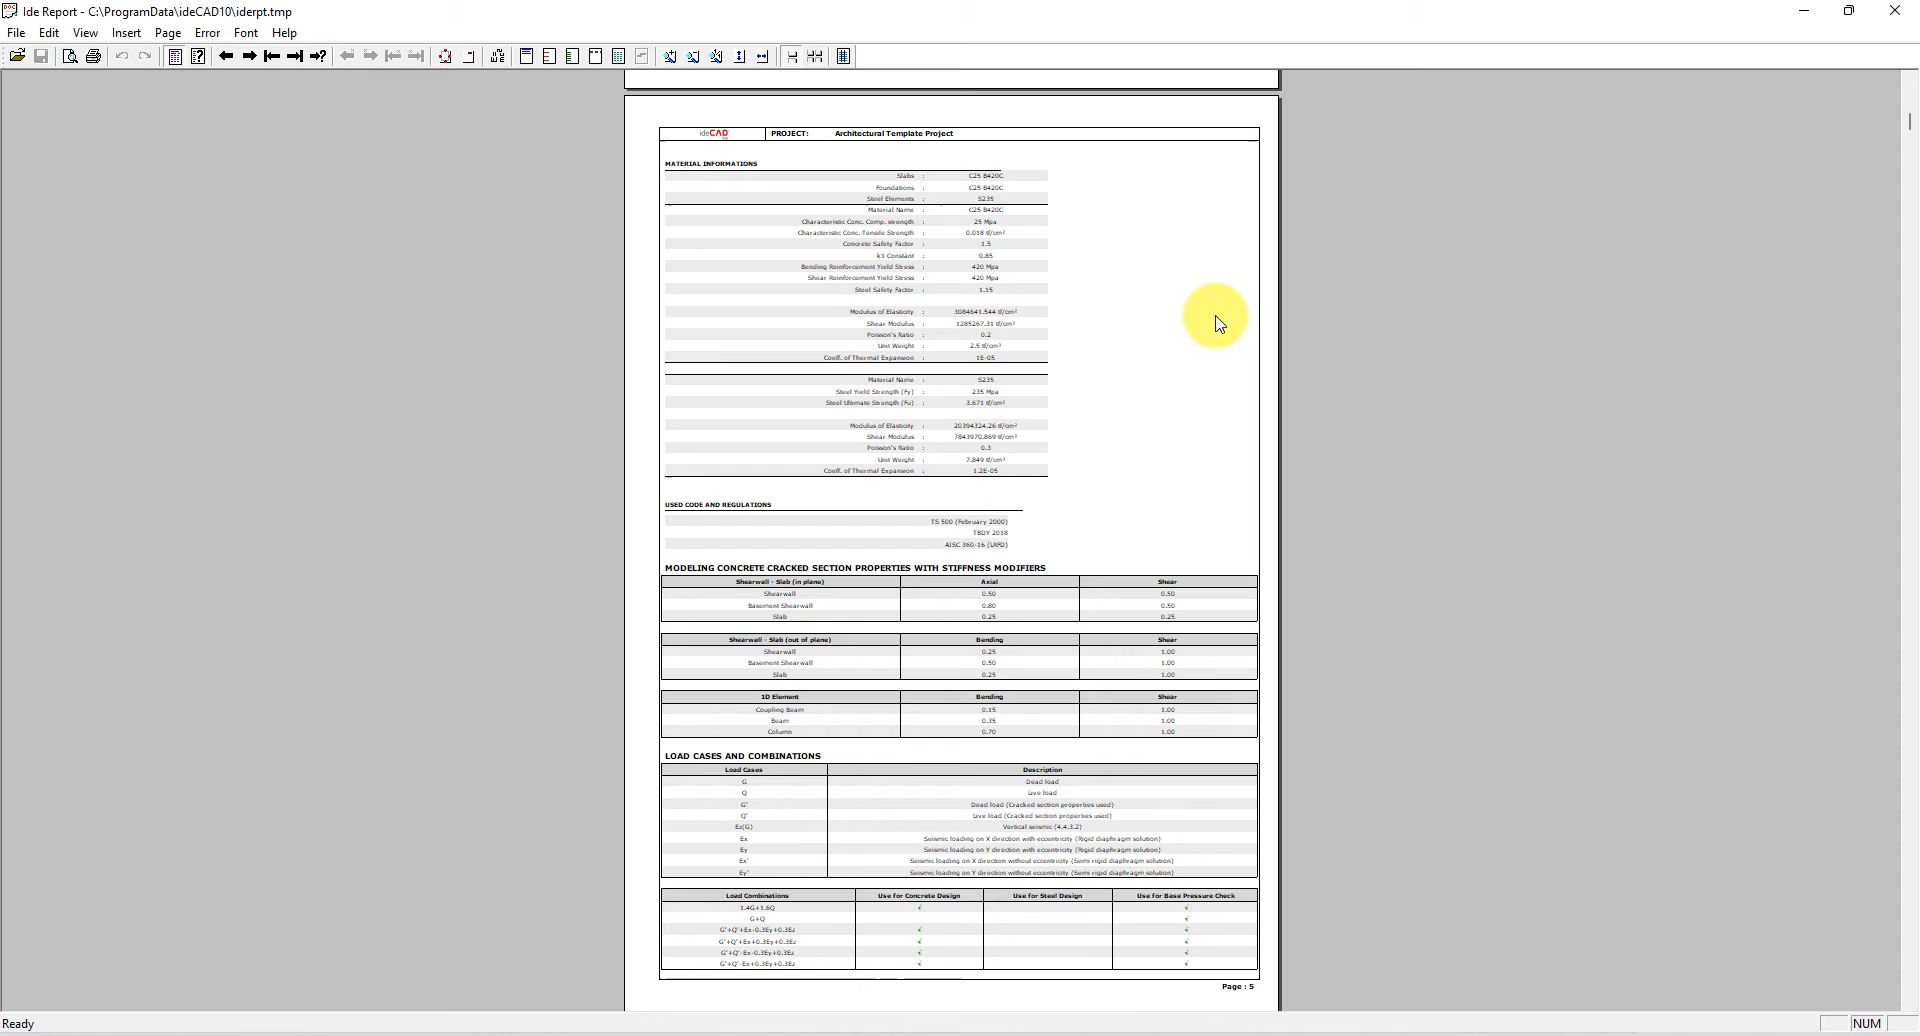 Ide Report - C:\ProgramData\ideCAD10\iderpt.tmp
File Edit View Insert Page Error Font Help
ideCAD PROJECT: Architectural Template Project
MATERIAL INFORMATIONS
Slabs : C25 B420C
Foundations : C25 B420C
Steel Elements : S235
Material Name : C25 B420C
Characteristic Conc. Comp. strength : 25 Mpa
Characteristic Conc. Tensile Strength : 0.018 tf/cm²
Concrete Safety Factor : 1.5
k1 Constant : 0.85
Bending Reinforcement Yield Stress : 420 Mpa
Shear Reinforcement Yield Stress : 420 Mpa
Steel Safety Factor : 1.15
Modulus of Elasticity : 3084641.544 tf/cm²
Shear Modulus : 1285267.31 tf/cm²
Poisson's Ratio : 0.2
Unit Weight : 2.5 tf/cm³
Coeff. of Thermal Expansion : 1E-05
Material Name : S235
Steel Yield Strength (Fy) : 235 Mpa
Steel Ultimate Strength (Fu) : 3.671 tf/cm²
Modulus of Elasticity : 20394324.26 tf/cm²
Shear Modulus : 7843970.869 tf/cm²
Poisson's Ratio : 0.3
Unit Weight : 7.849 tf/cm³
Coeff. of Thermal Expansion : 1.2E-05
USED CODE AND REGULATIONS
TS 500 (February 2000)
TBDY 2018
AISC 360-16 (LRFD)
MODELING CONCRETE CRACKED SECTION PROPERTIES WITH STIFFNESS MODIFIERS
Shearwall - Slab (in plane) Axial Shear
Shearwall 0.50 0.50
Basement Shearwall 0.80 0.50
Slab 0.25 0.25
Shearwall - Slab (out of plane) Bending Shear
Shearwall 0.25 1.00
Basement Shearwall 0.50 1.00
Slab 0.25 1.00
1D Element Bending Shear
Coupling Beam 0.15 1.00
Beam 0.35 1.00
Column 0.70 1.00
LOAD CASES AND COMBINATIONS
Load Cases Description
G Dead load
Q Live load
G' Dead load (Cracked section properties used)
Q' Live load (Cracked section properties used)
Ez(G) Vertical seismic (4.4.3.2)
Ex Seismic loading on X direction with eccentricity (Rigid diaphragm solution)
Ey Seismic loading on Y direction with eccentricity (Rigid diaphragm solution)
Ex' Seismic loading on X direction without eccentricity (Semi rigid diaphragm solution)
Ey' Seismic loading on Y direction without eccentricity (Semi rigid diaphragm solution)
Load Combinations Use for Concrete Design Use for Steel Design Use for Base Pressure Check
1.4G+1.6Q √ √
G+Q √
G'+Q'+Ex-0.3Ey+0.3Ez √ √
G'+Q'+Ex+0.3Ey+0.3Ez √ √
G'+Q'-Ex-0.3Ey+0.3Ez √ √
G'+Q'-Ex+0.3Ey+0.3Ez √ √
Page : 5
Ready NUM